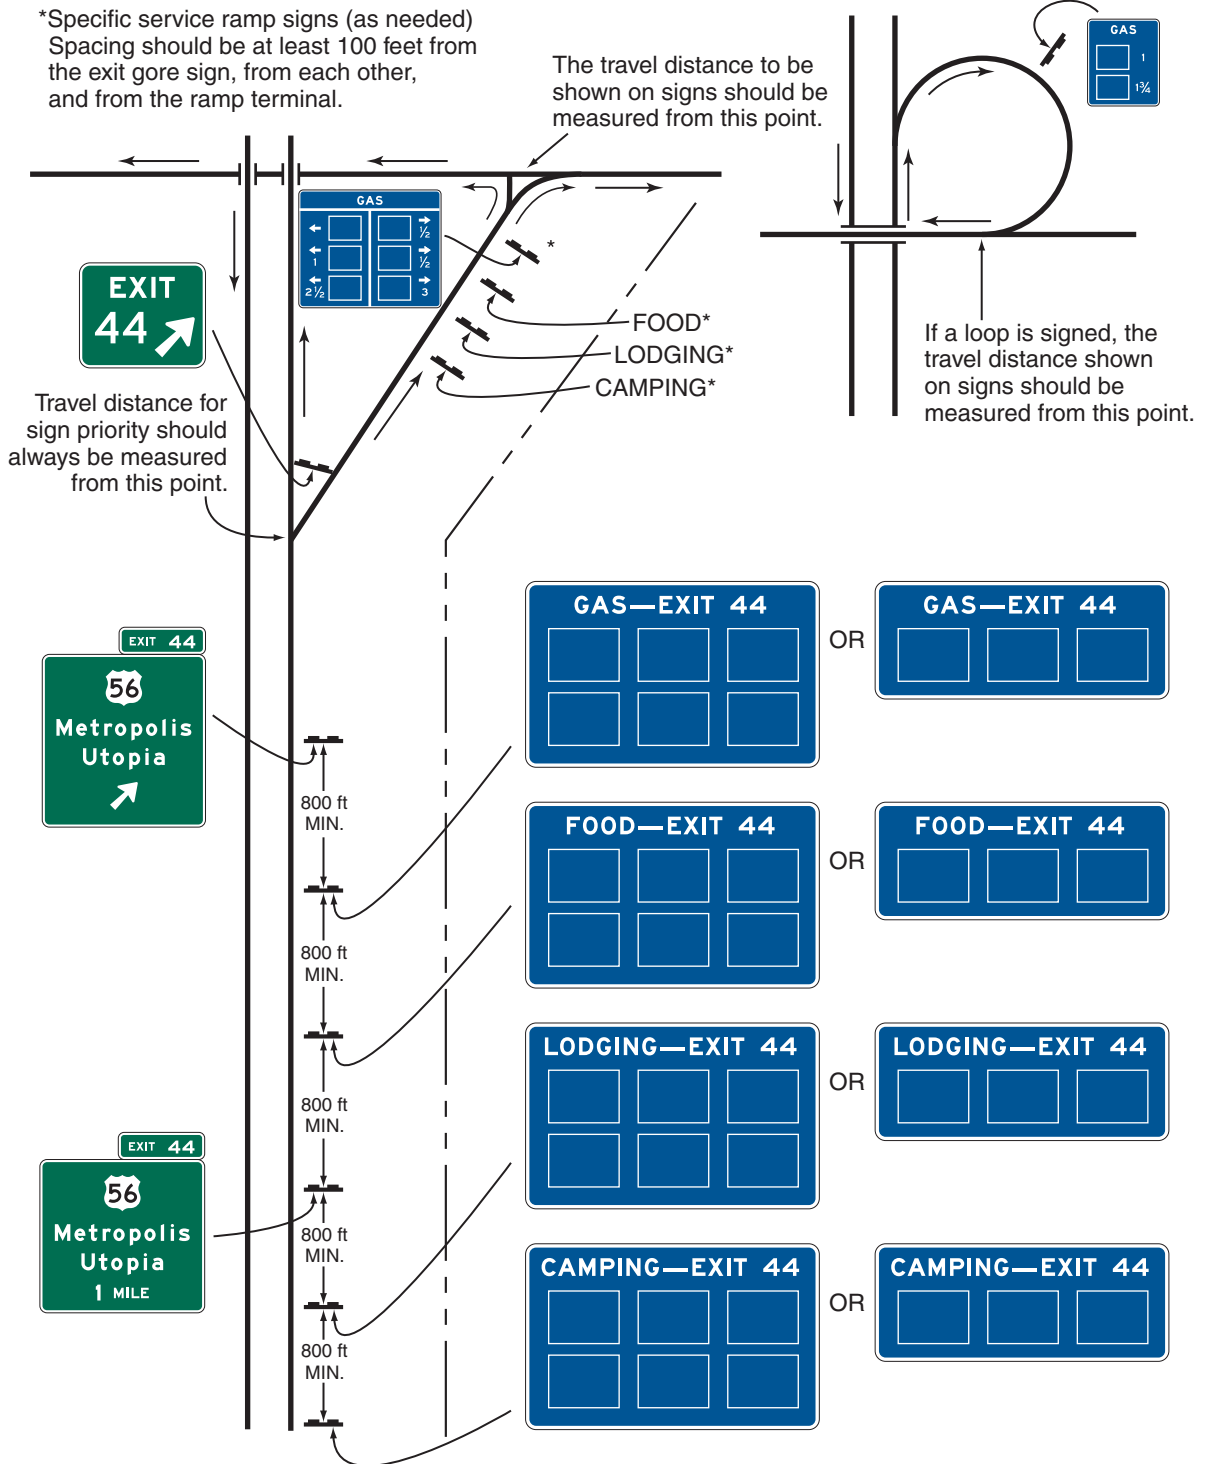 *Specific service ramp signs (as needed)
Spacing should be at least 100 feet from
the exit gore sign, from each other,
and from the ramp terminal.
The travel distance to be
shown on signs should be
measured from this point.
GAS
1
1¾
GAS
½
1
½
2½
3
*
EXIT
44
FOOD*
LODGING*
CAMPING*
If a loop is signed, the
travel distance shown
on signs should be
measured from this point.
Travel distance for
sign priority should
always be measured
from this point.
EXIT 44
56
Metropolis
Utopia
800 ft
MIN.
800 ft
MIN.
800 ft
MIN.
800 ft
MIN.
800 ft
MIN.
EXIT 44
56
Metropolis
Utopia
1 MILE
GAS—EXIT 44
OR
GAS—EXIT 44
FOOD—EXIT 44
OR
FOOD—EXIT 44
LODGING—EXIT 44
OR
LODGING—EXIT 44
CAMPING—EXIT 44
OR
CAMPING—EXIT 44